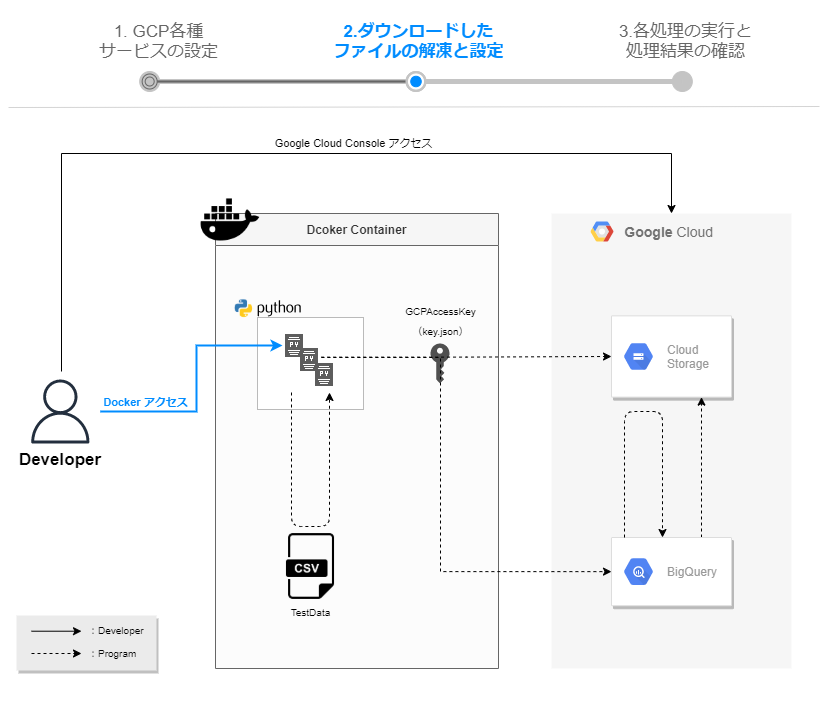 1. GCP各種
サービスの設定
2.ダウンロードした
ファイルの解凍と設定
3.各処理の実行と
処理結果の確認
Google Cloud Console アクセス
Dcoker Container
Google Cloud
python
GCPAccessKey
（key.json）
PY
PY
PY
Cloud
Storage
Docker アクセス
Developer
CSV
BigQuery
TestData
：Developer
：Program